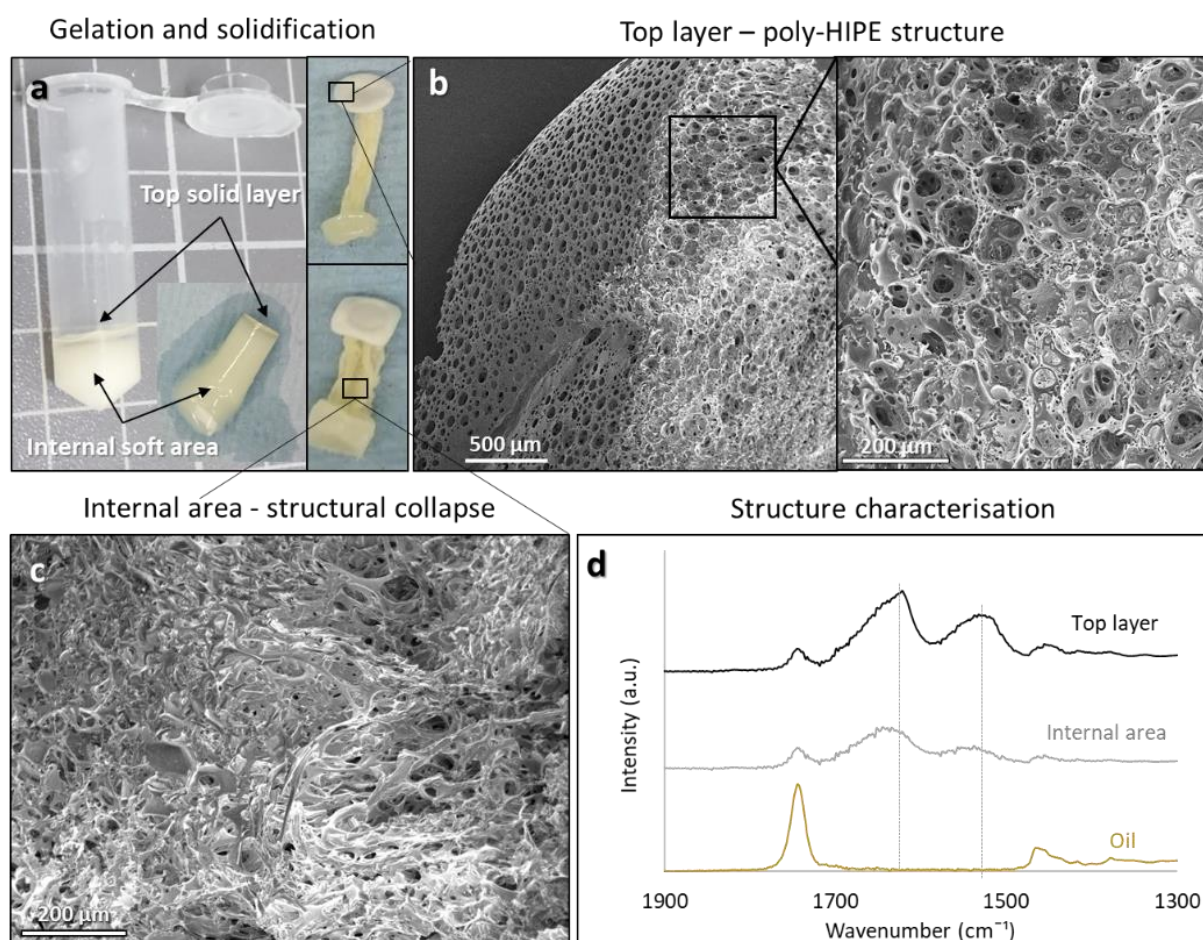 Gelation and solidification
Top layer – poly-HIPE structure
a
Top solid layer
Internal soft area
b
500 µm
200 µm
Internal area - structural collapse
Structure characterisation
c
200 µm
d
Top layer
Internal area
Oil
Intensity (a.u.)
1900
1700
1500
1300
Wavenumber (cm⁻¹)